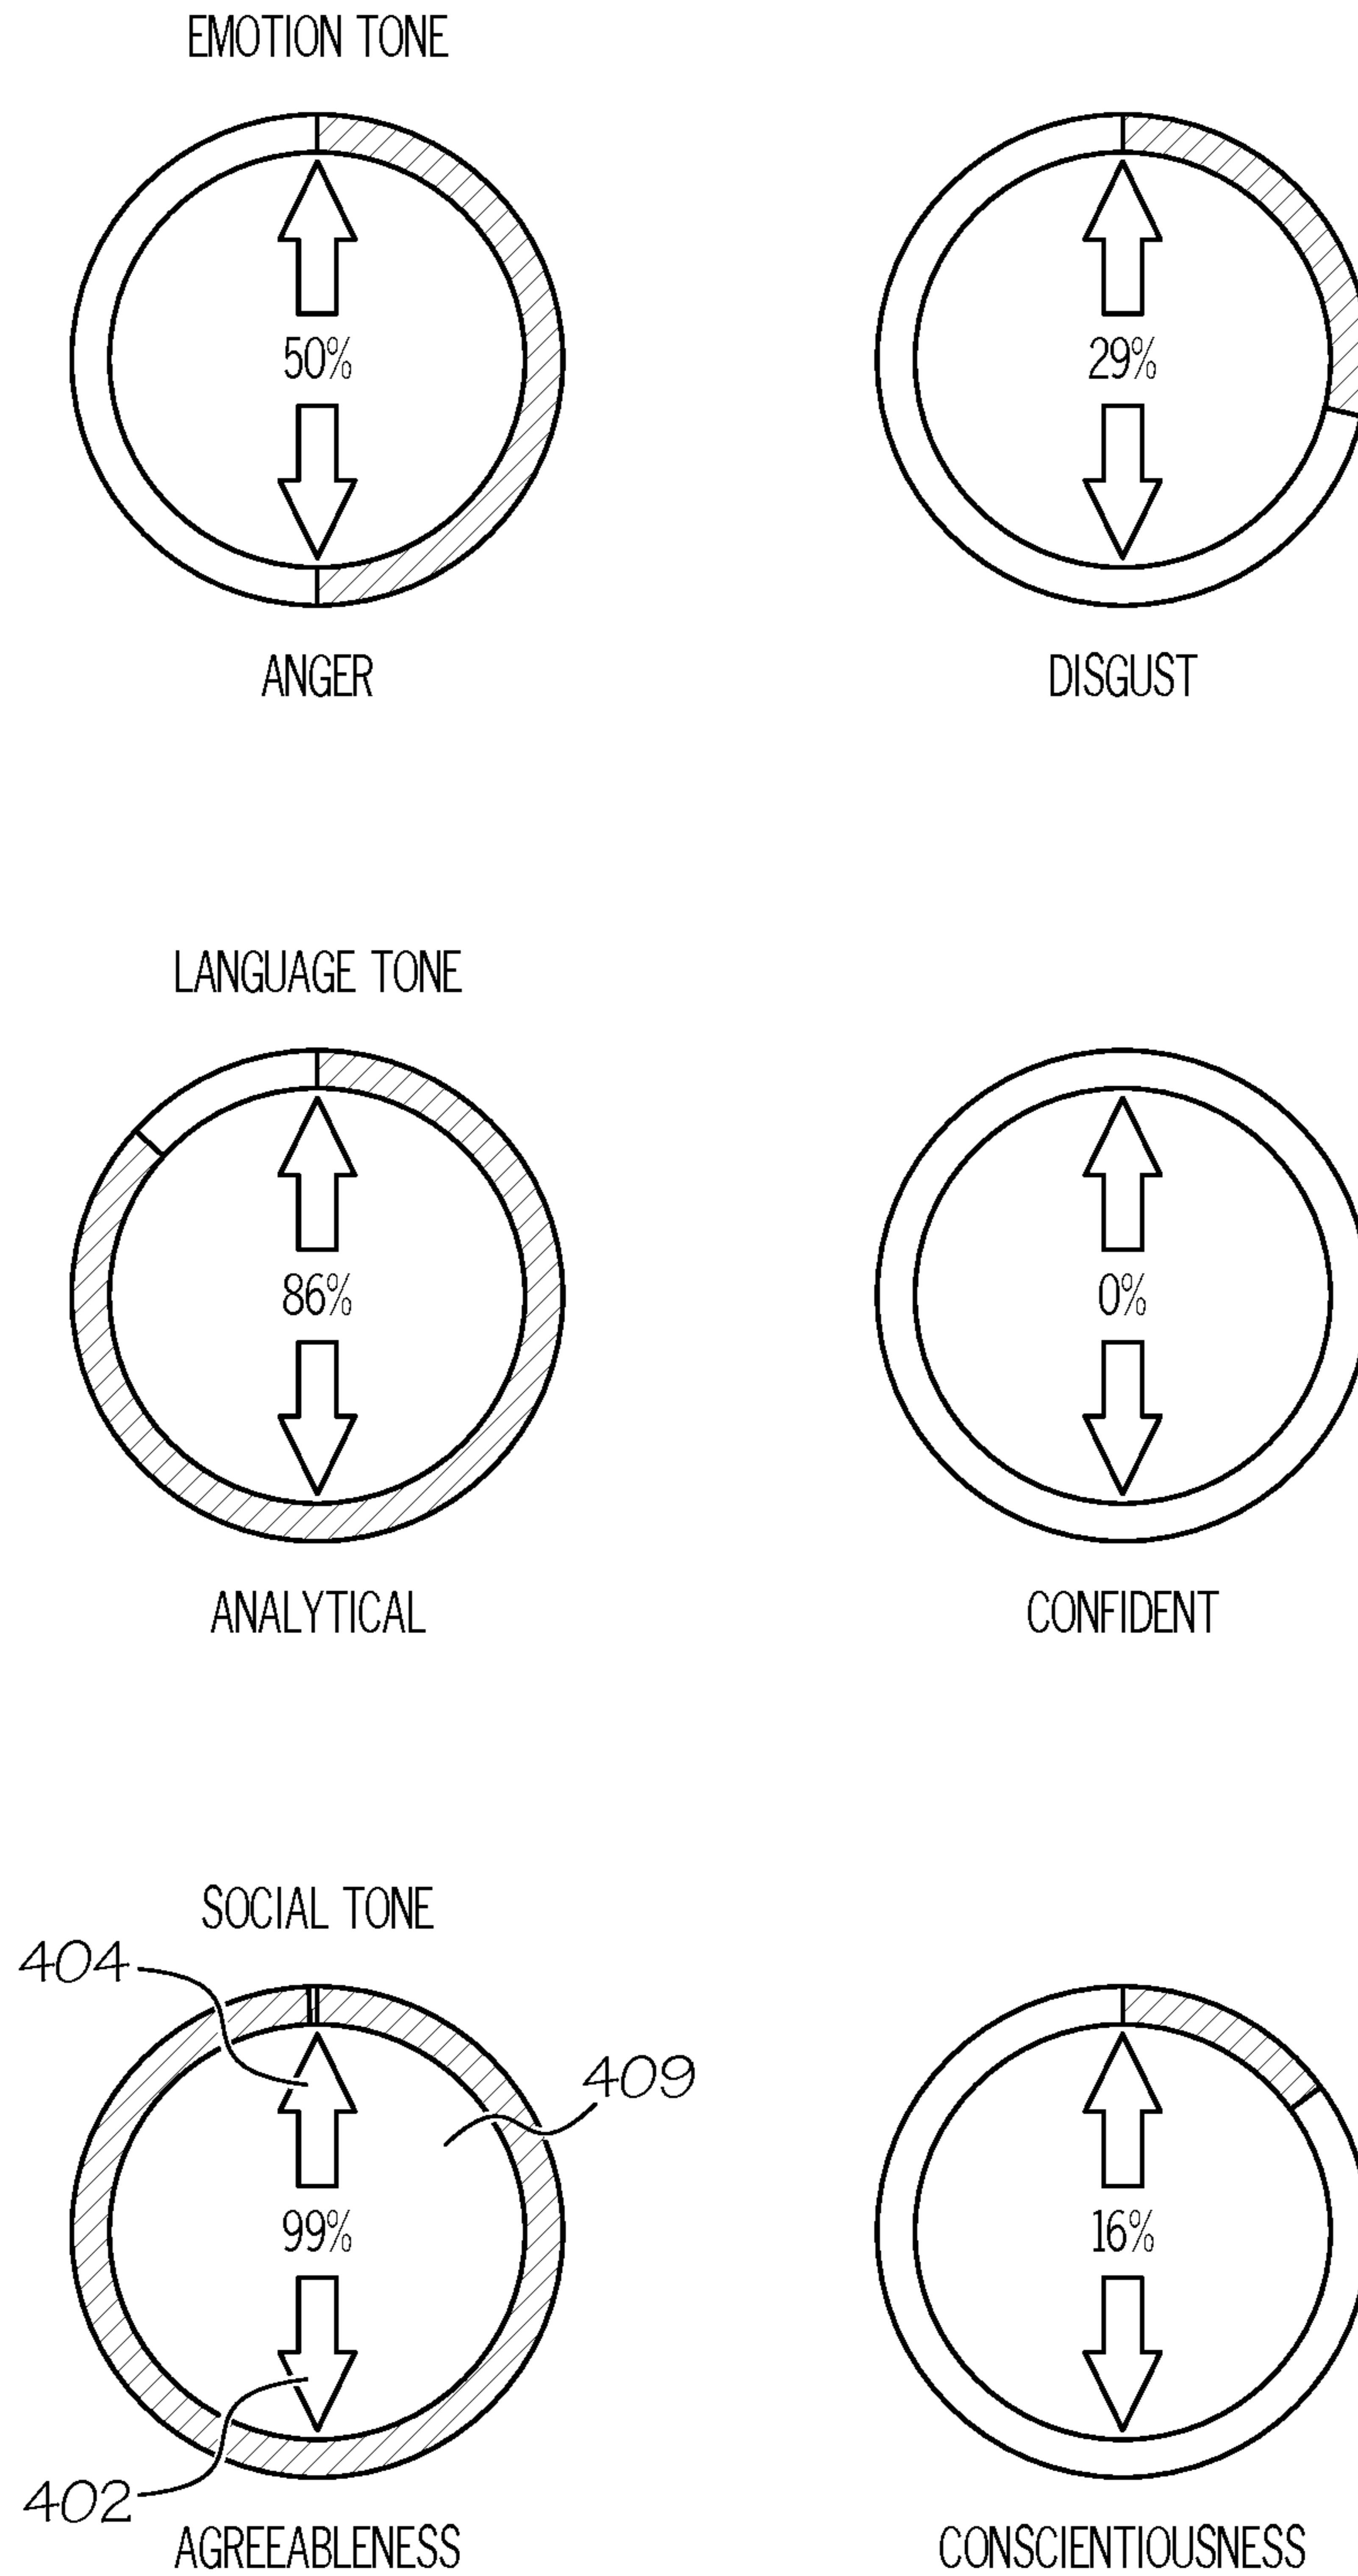 EMOTION TONE
50%
29%
ANGER
DISGUST
LANGUAGE TONE
86%
0%
ANALYTICAL
CONFIDENT
SOCIAL TONE
404
409
99%
16%
402
AGREEABLENESS
CONSCIENTIOUSNESS